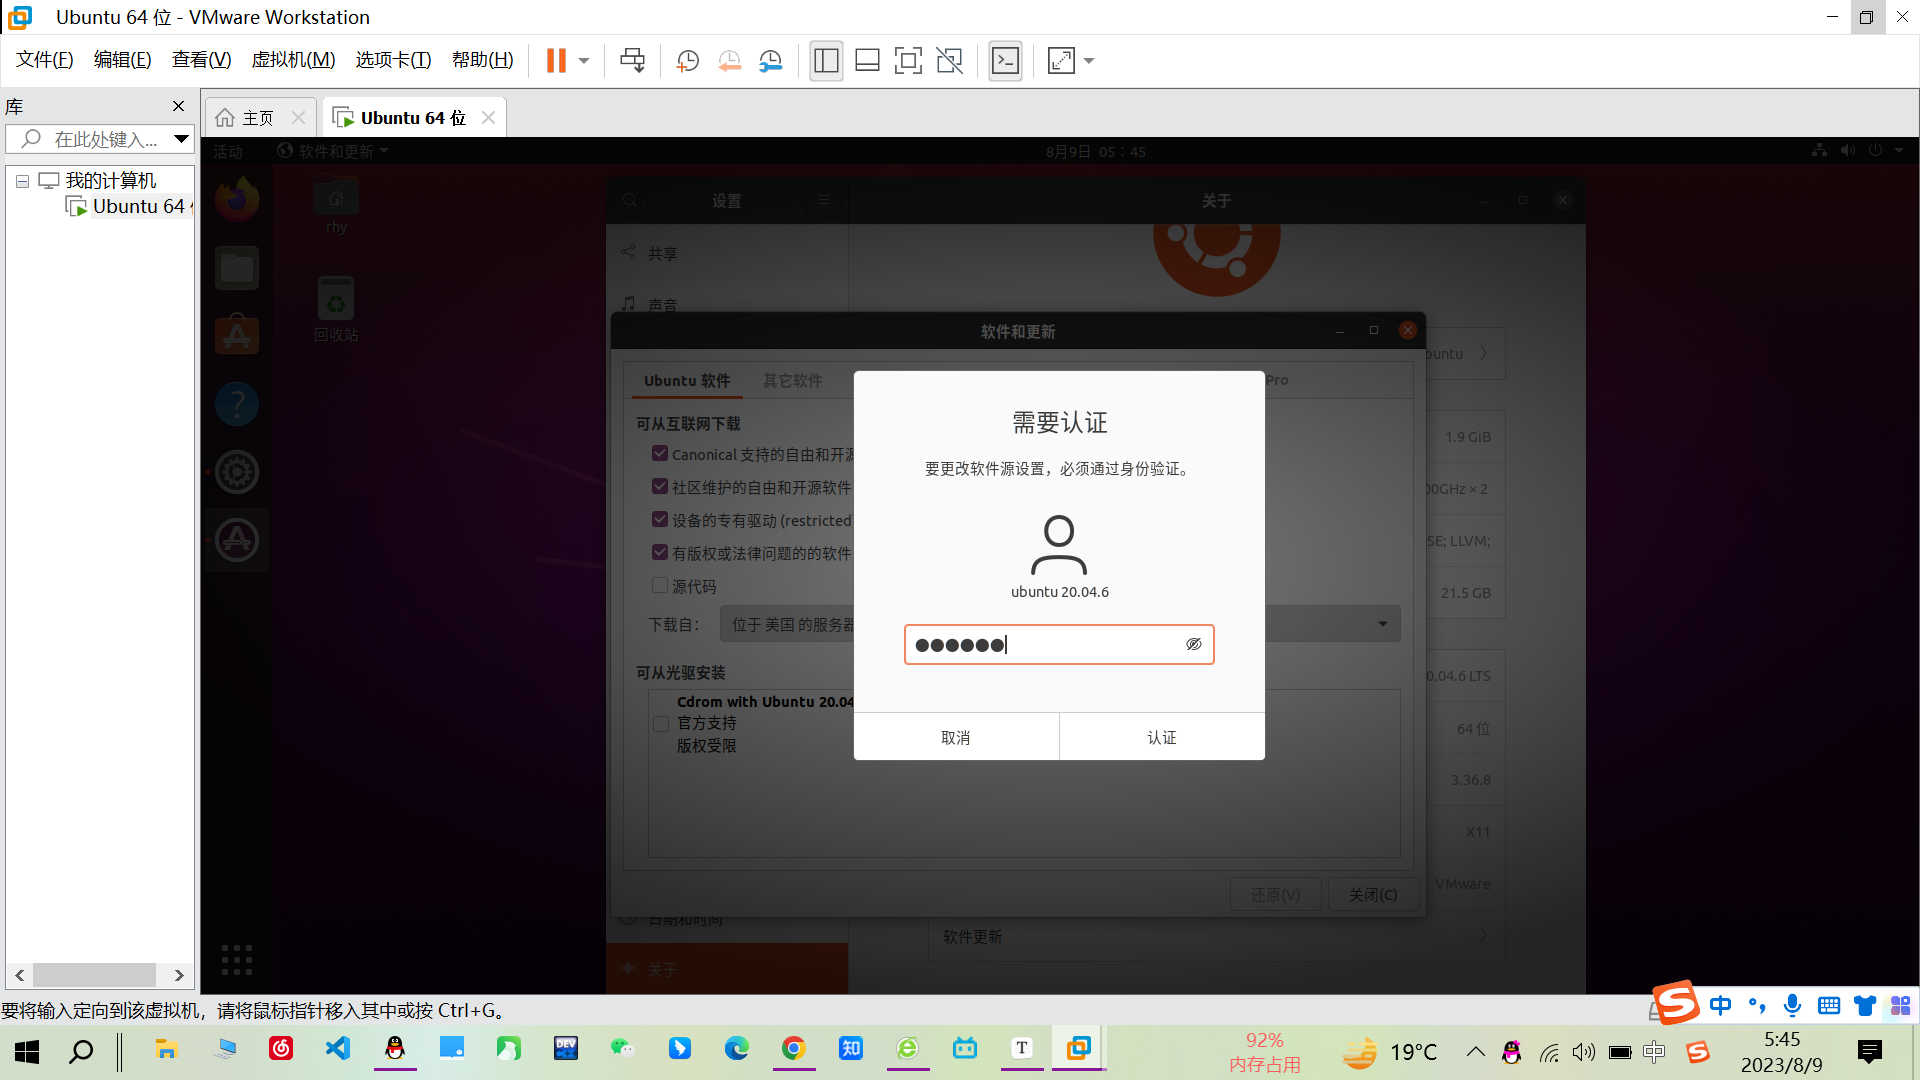 Ubuntu 64 位 - VMware Workstation
文件(F) 编辑(E) 查看(V) 虚拟机(M) 选项卡(T) 帮助(H)
库
在此处键入...
我的计算机
Ubuntu 64
主页
Ubuntu 64 位
活动
软件和更新
8月9日 05：45
rhy
回收站
设置
关于
共享
声音
软件和更新
Ubuntu 软件
其它软件
Pro
可从互联网下载
Canonical 支持的自由和开源
社区维护的自由和开源软件
设备的专有驱动 (restricted)
有版权或法律问题的的软件
源代码
下载自：
位于 美国 的服务器
可从光驱安装
Cdrom with Ubuntu 20.04
官方支持
版权受限
还原(V)
关闭(C)
需要认证
要更改软件源设置，必须通过身份验证。
ubuntu 20.04.6
取消
认证
buntu
1.9 GiB
00GHz × 2
SE; LLVM;
21.5 GB
0.04.6 LTS
64 位
3.36.8
X11
VMware
日期和时间
关于
软件更新
要将输入定向到该虚拟机，请将鼠标指针移入其中或按 Ctrl+G。
中
DEV
知
T
92%
内存占用
19°C
中
5:45
2023/8/9